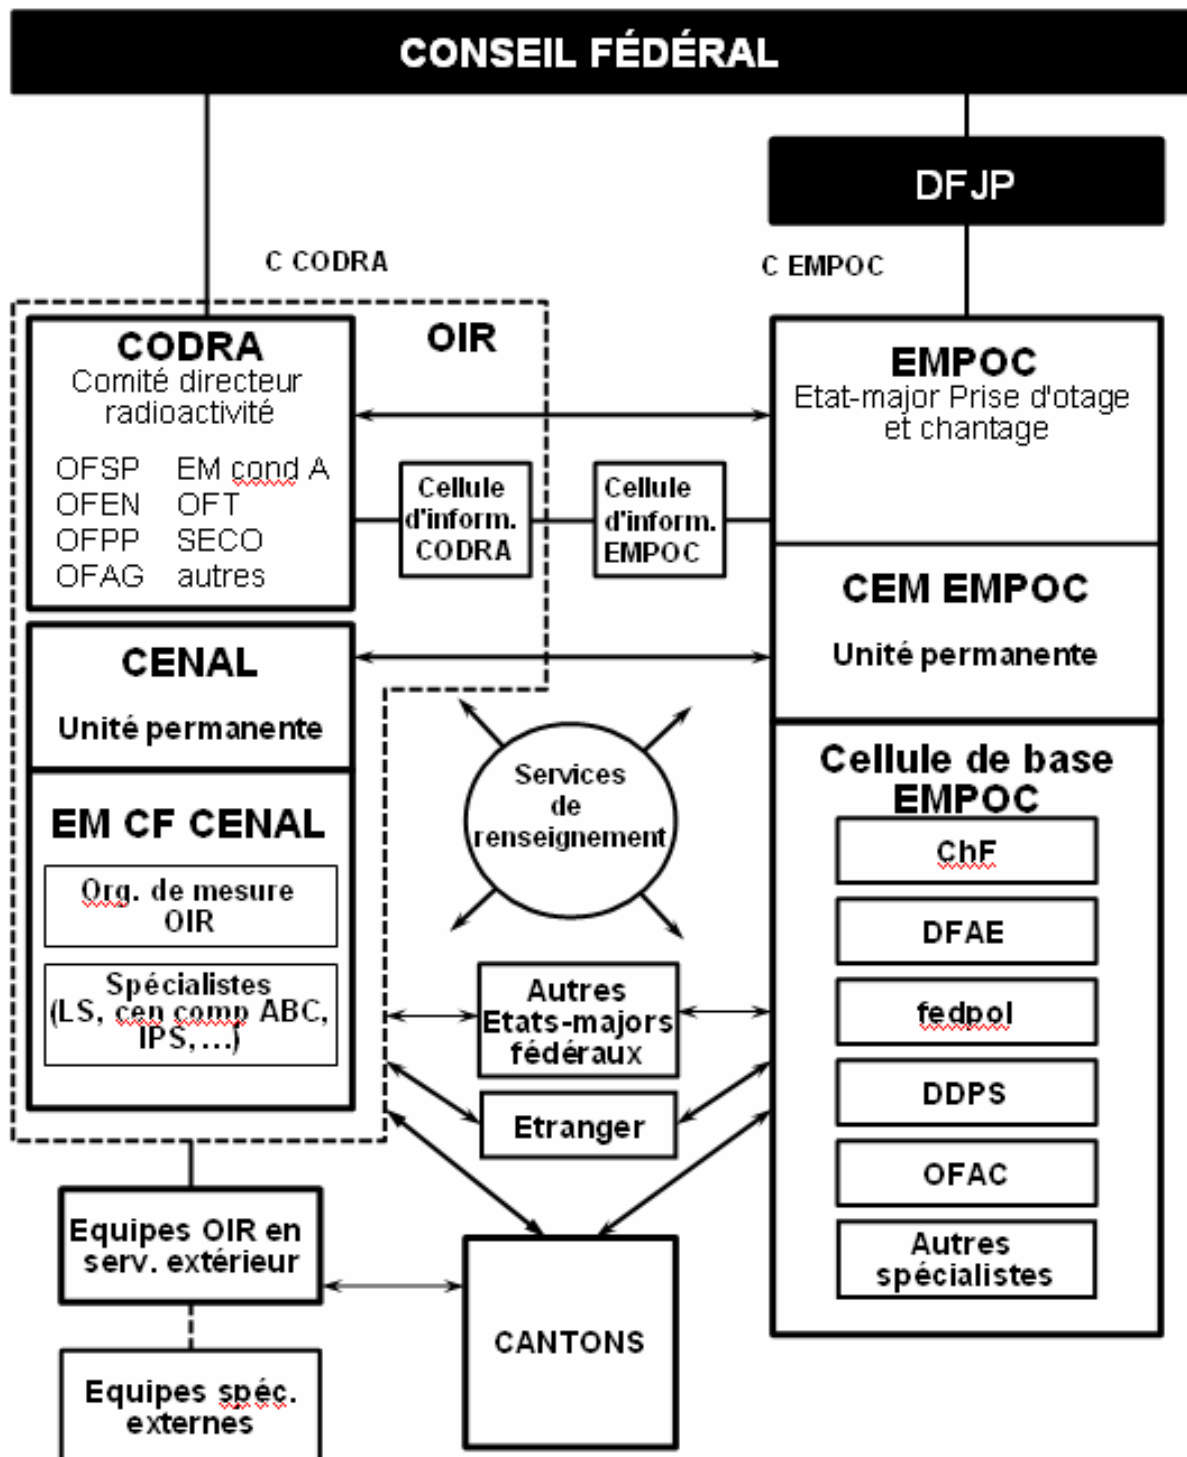 CONSEIL FÉDÉRAL
DFJP
C CODRA
C EMPOC
OIR
CODRA
Comité directeur
radioactivité
OFSP EM cond A
OFEN OFT
OFPP SECO
OFAG autres
Cellule
d'inform.
CODRA
Cellule
d'inform.
EMPOC
EMPOC
Etat-major Prise d'otage
et chantage
CEM EMPOC
Unité permanente
CENAL
Unité permanente
EM CF CENAL
Org. de mesure
OIR
Spécialistes
(LS, cen comp ABC,
IPS, ...)
Services
de
renseignement
Autres
Etats-majors
fédéraux
Etranger
Cellule de base
EMPOC
ChF
DFAE
fedpol
DDPS
OFAC
Autres
spécialistes
Equipes OIR en
serv. extérieur
CANTONS
Equipes spéc.
externes